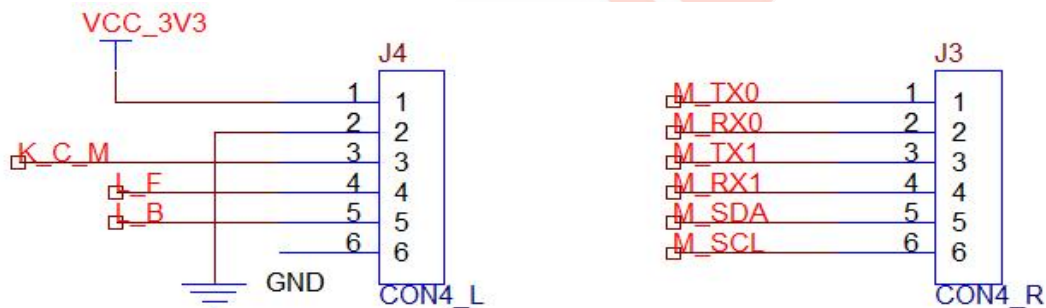 VCC_3V3
J4
1 1
2 2
K_C_M 3 3
L_F 4 4
L_B 5 5
6 6
GND
CON4_L
J3
M_TX0 1 1
M_RX0 2 2
M_TX1 3 3
M_RX1 4 4
M_SDA 5 5
M_SCL 6 6
CON4_R